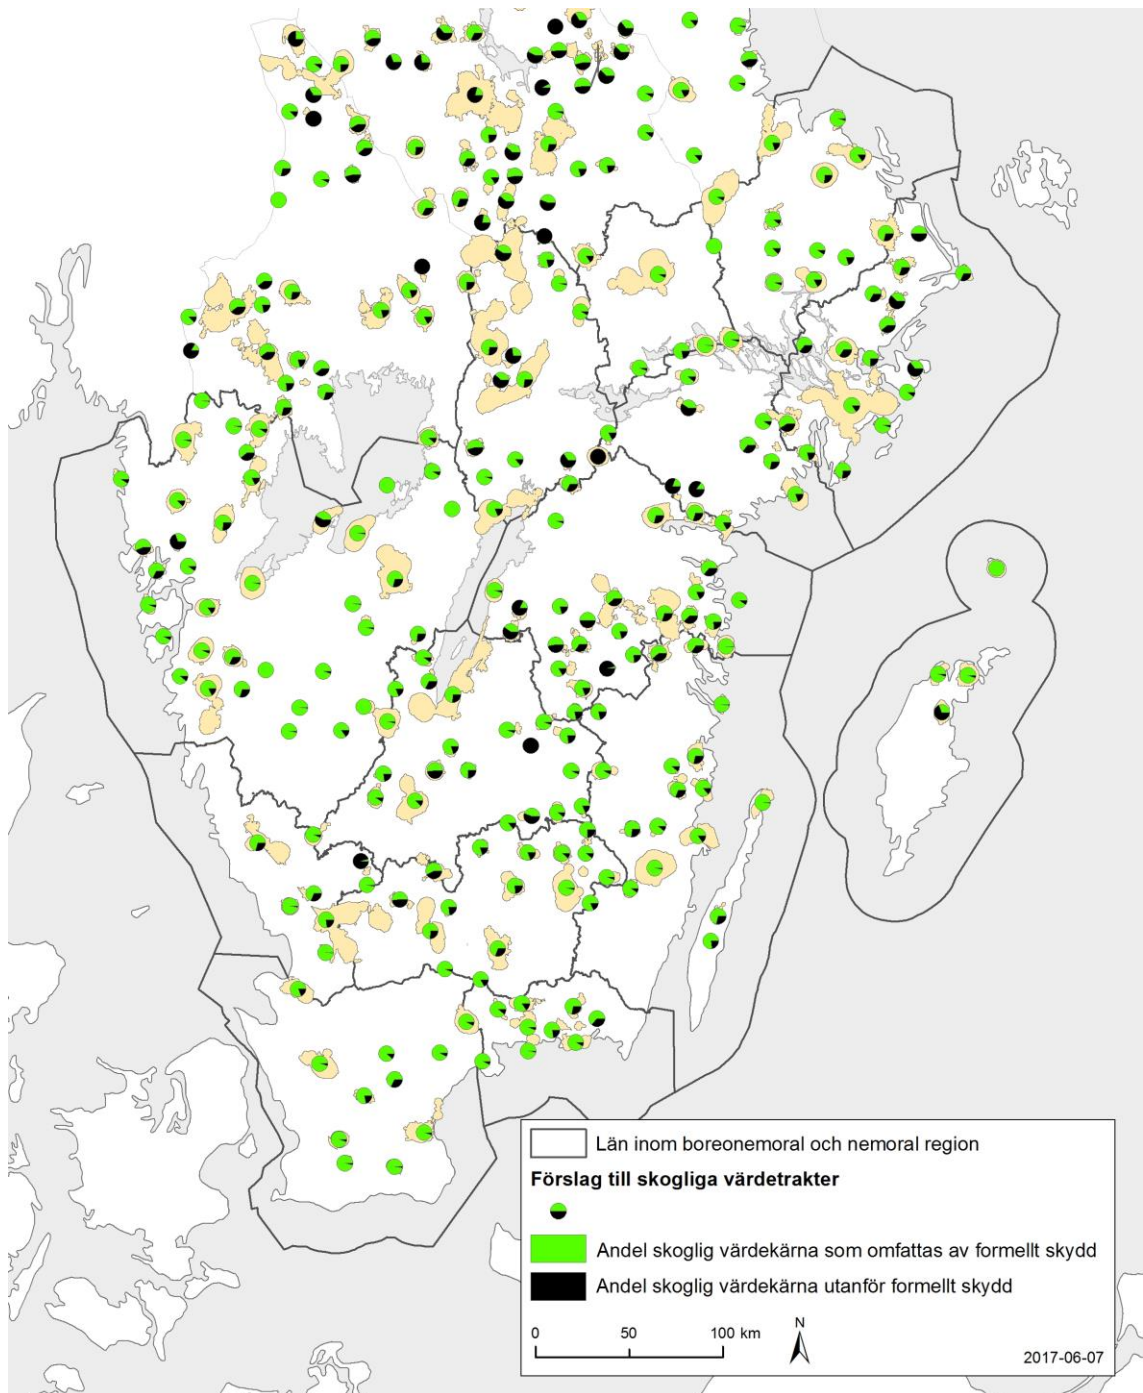 Län inom boreonemoral och nemoral region
Förslag till skogliga värdetrakter
Andel skoglig värdekärna som omfattas av formellt skydd
Andel skoglig värdekärna utanför formellt skydd
0 50 100 km
N
2017-06-07